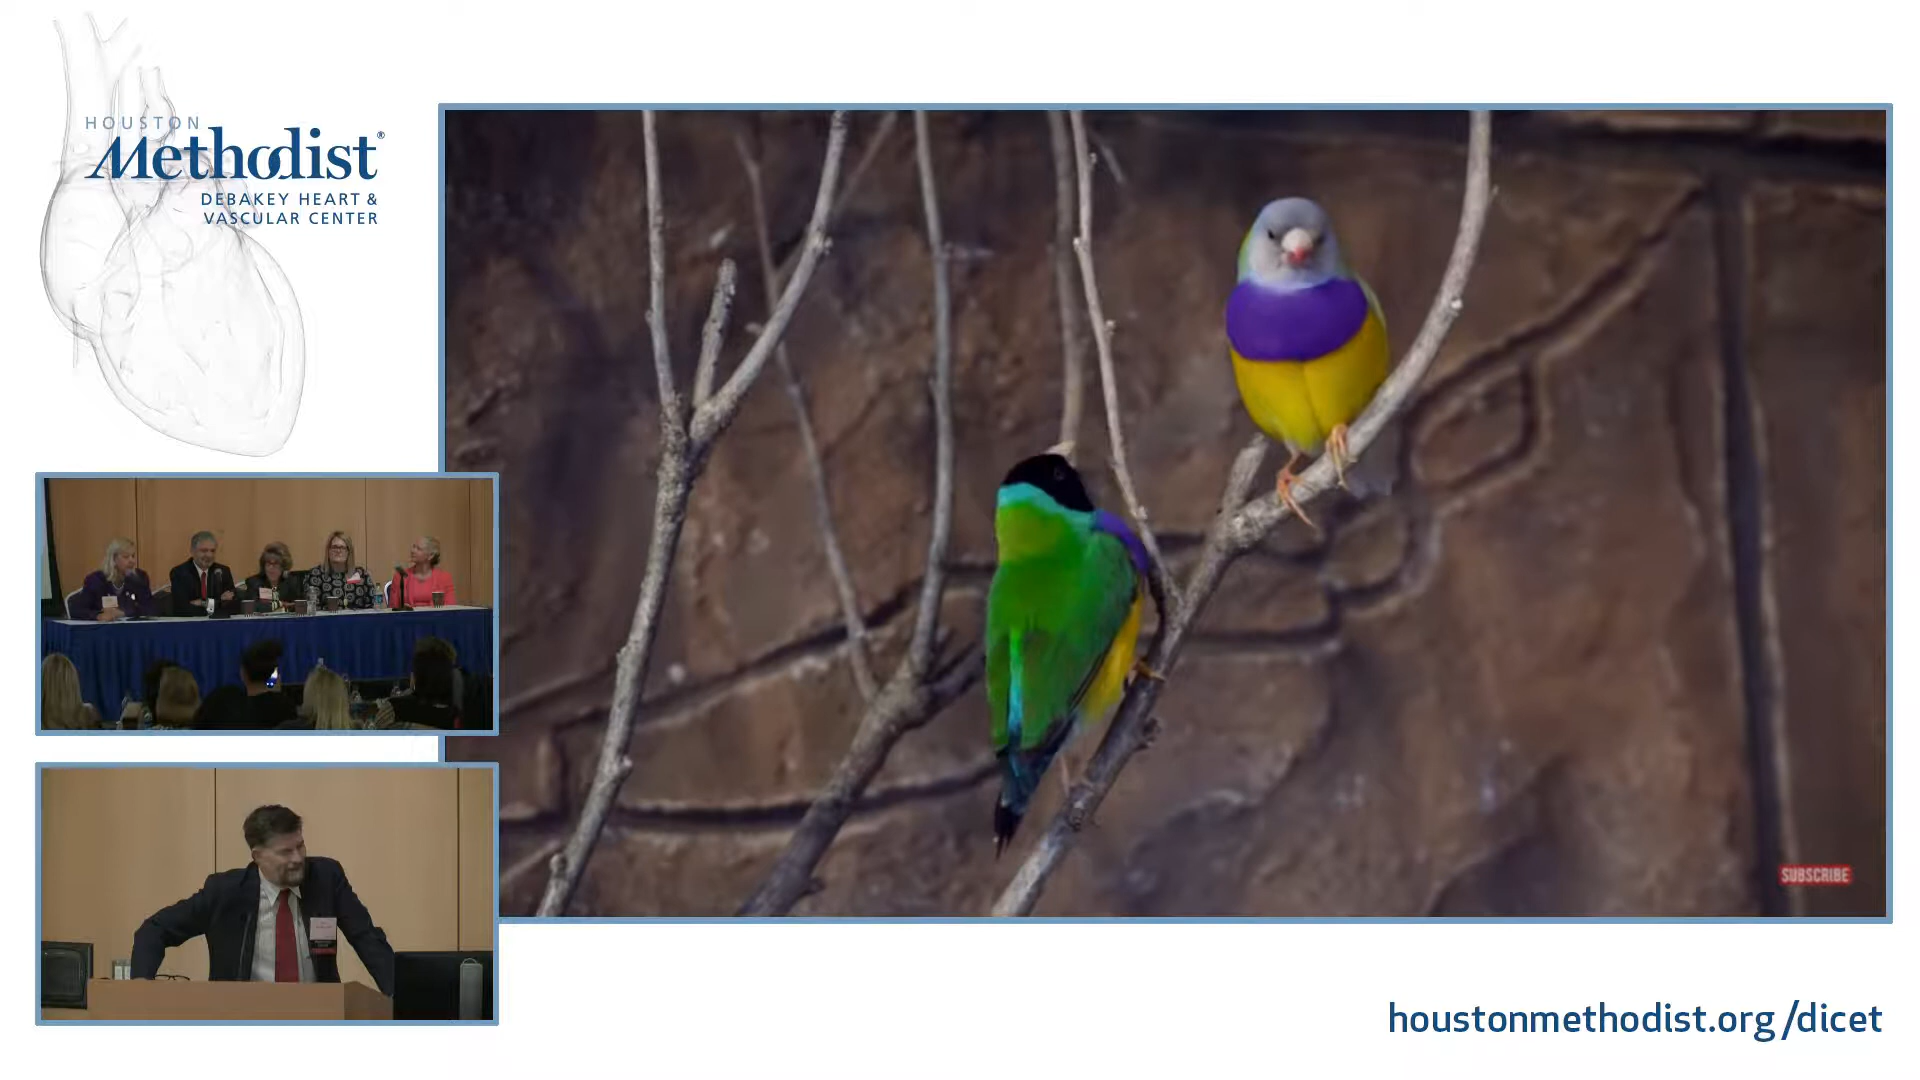 HOUSTON
Methodist®
DEBAKEY HEART &
VASCULAR CENTER
SUBSCRIBE
houstonmethodist.org/dicet